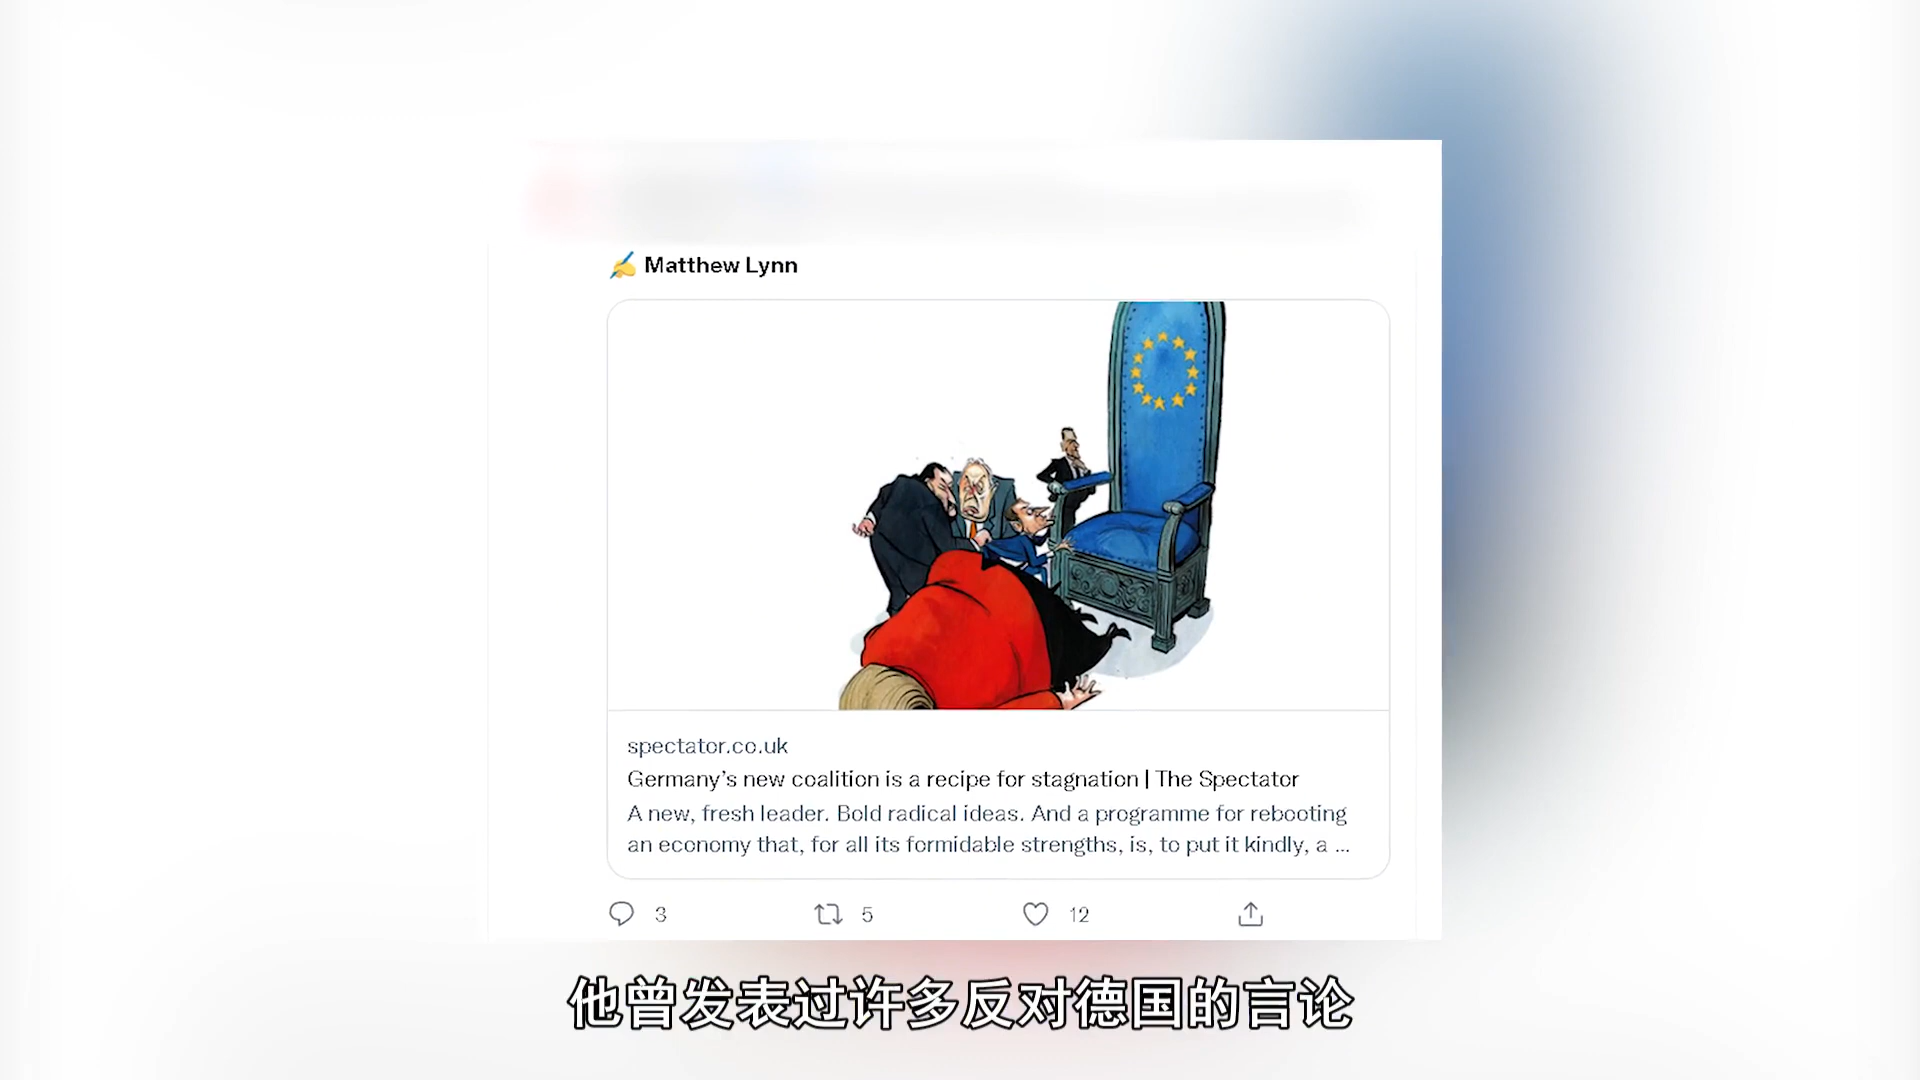 ✍️ Matthew Lynn
spectator.co.uk
Germany's new coalition is a recipe for stagnation | The Spectator
A new, fresh leader. Bold radical ideas. And a programme for rebooting
an economy that, for all its formidable strengths, is, to put it kindly, a ...
3 5 12
他曾发表过许多反对德国的言论